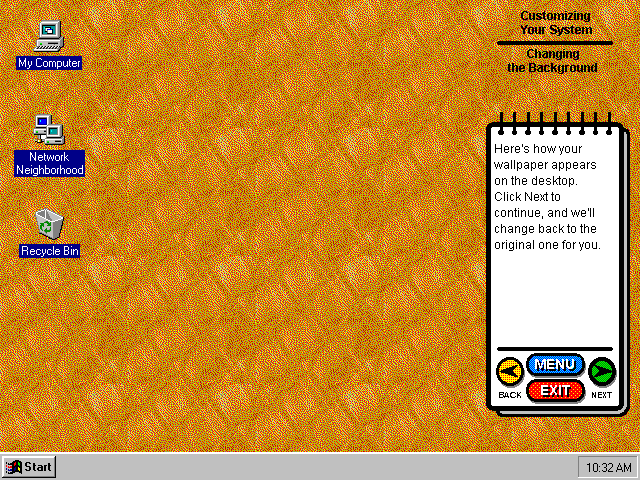 Customizing
Your System
Changing
the Background
My Computer
Network
Neighborhood
Recycle Bin
Here's how your
wallpaper appears
on the desktop.
Click Next to
continue, and we'll
change back to the
original one for you.
MENU
EXIT
BACK
NEXT
Start
10:32 AM